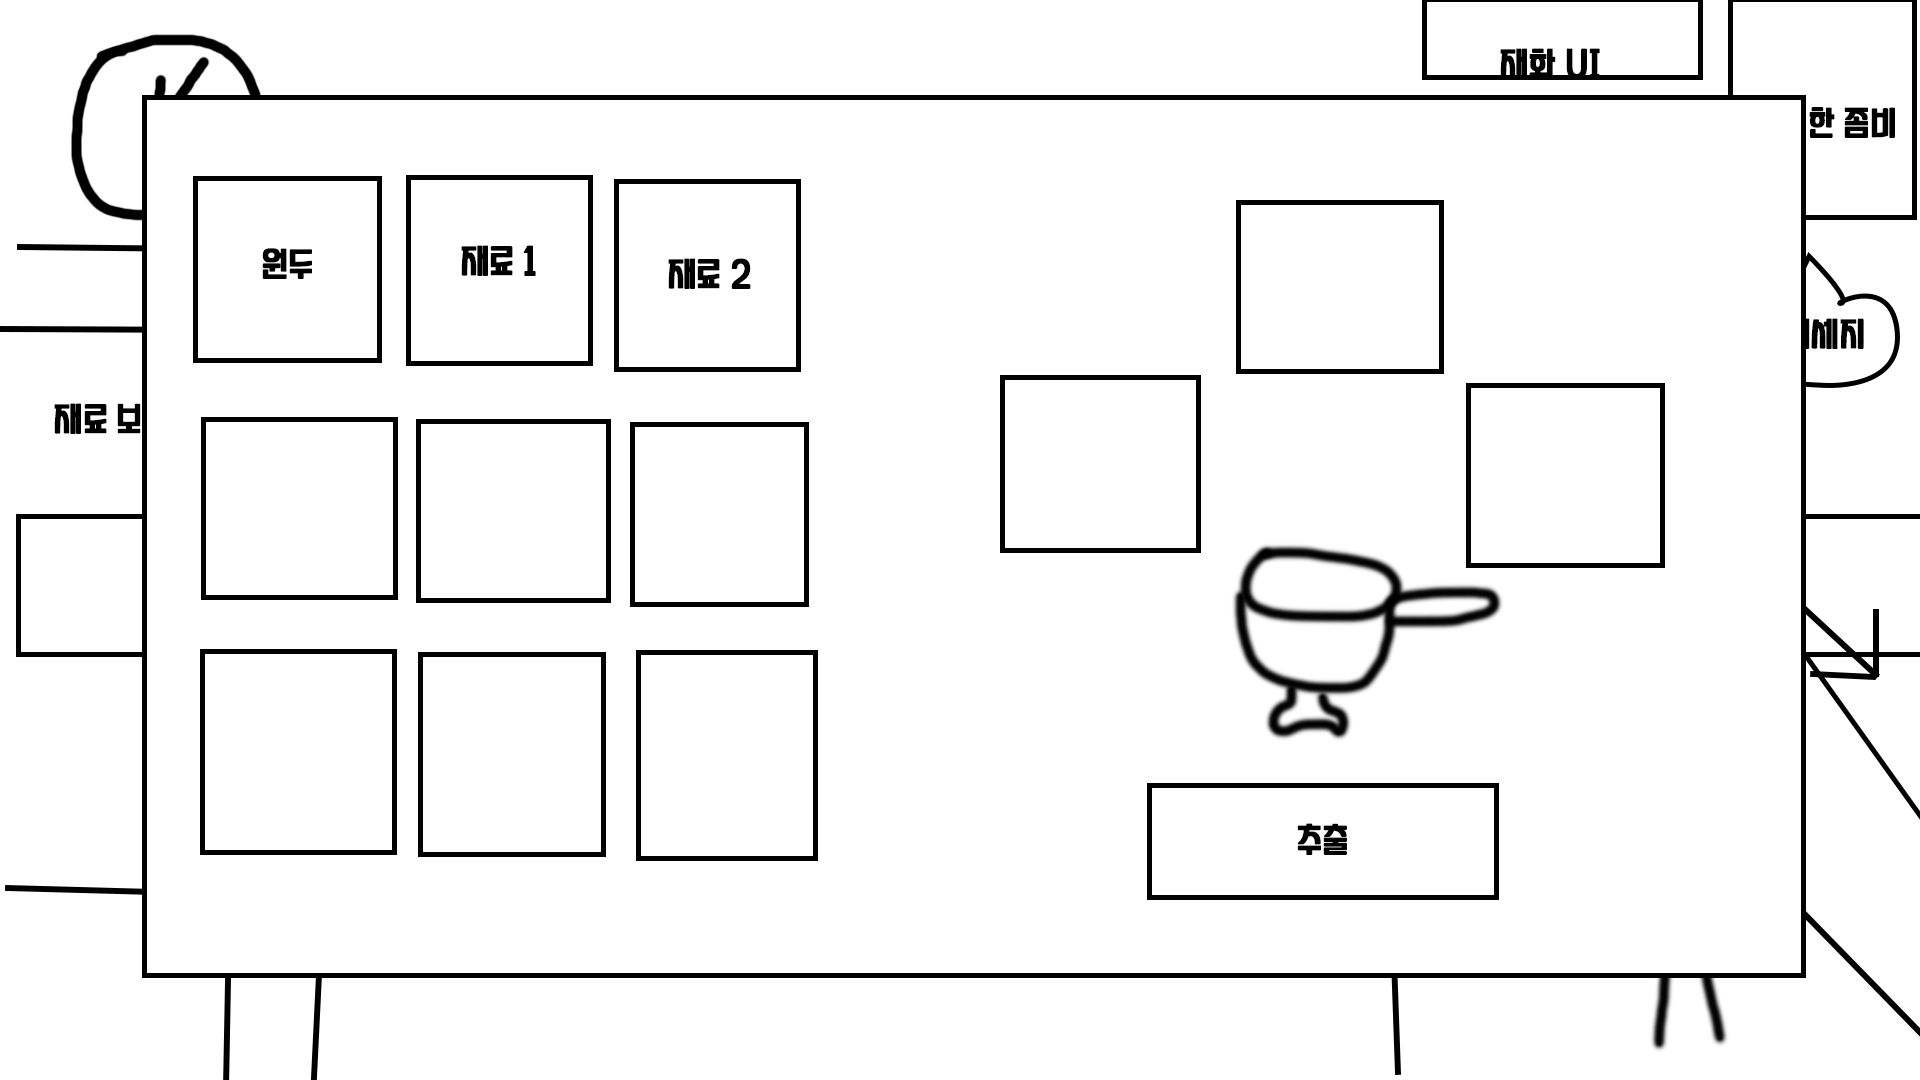 재화 UI
한 좀비
원두
재료 1
재료 2
세지
재료 보
추출